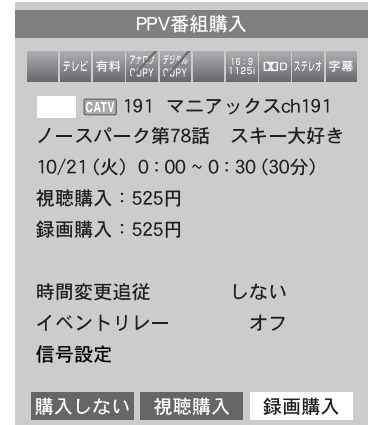 PPV番組購入
テレビ 有料 アナログCOPY デジタルCOPY 16:9 1125i DD ステレオ 字幕
CATV 191 マニアックスch191
ノースパーク第78話 スキー大好き
10/21(火) 0:00~0:30(30分)
視聴購入:525円
録画購入:525円
時間変更追従 しない
イベントリレー オフ
信号設定
購入しない 視聴購入 録画購入